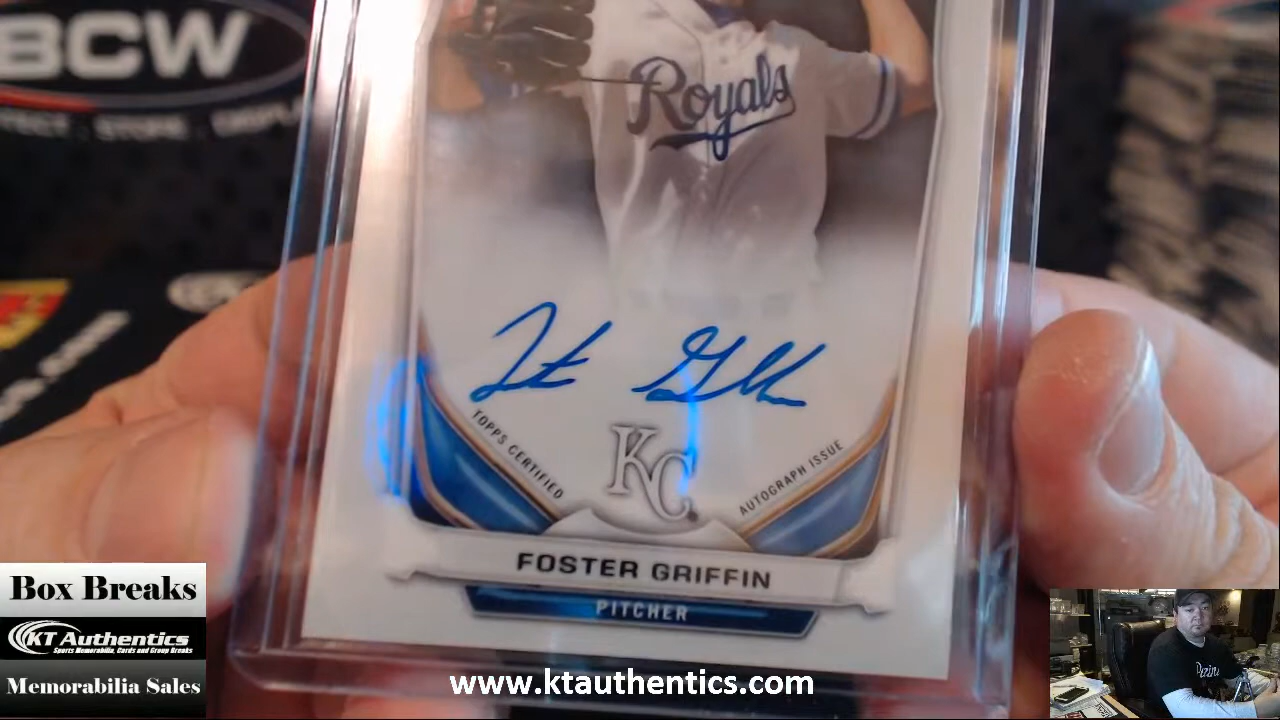 BCW
Royals
TOPPS CERTIFIED
AUTOGRAPH ISSUE
KC
FOSTER GRIFFIN
PITCHER
Box Breaks
KT Authentics
Sports Memorabilia, Cards and Group Breaks
Memorabilia Sales
www.ktauthentics.com